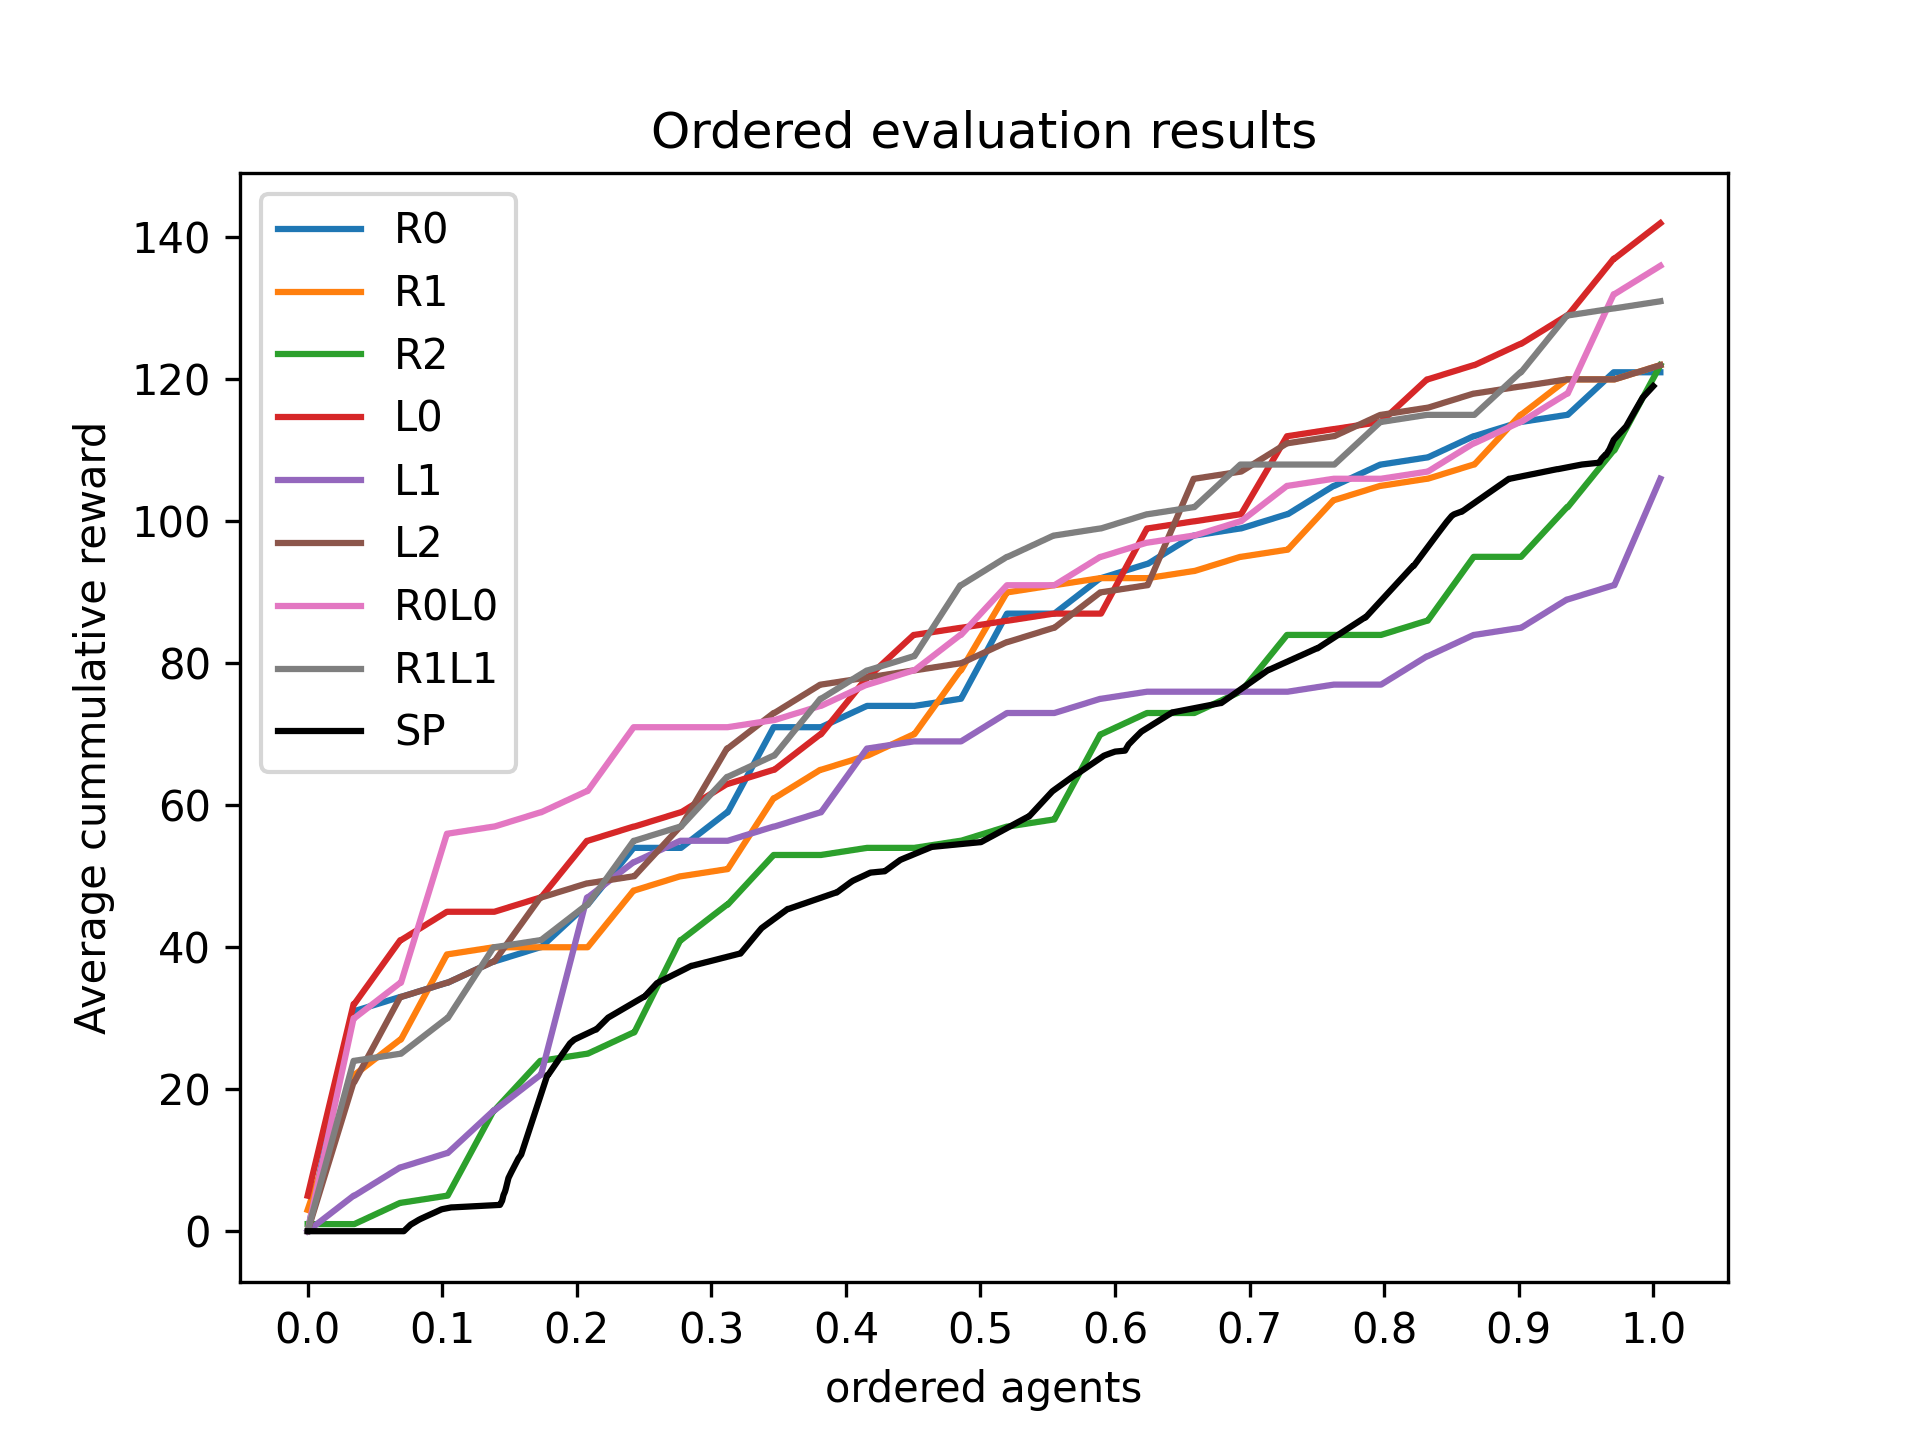 Ordered evaluation results
Average cummulative reward
140
120
100
80
60
40
20
0
R0
R1
R2
L0
L1
L2
R0L0
R1L1
SP
0.0 0.1 0.2 0.3 0.4 0.5 0.6 0.7 0.8 0.9 1.0
ordered agents